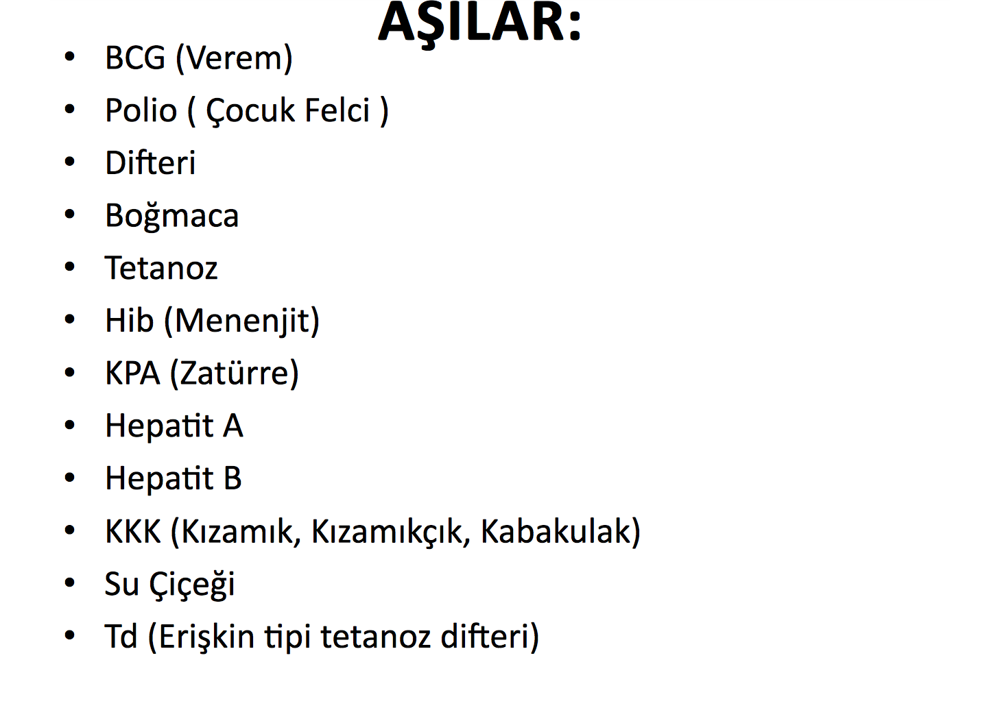 AŞILAR:
• BCG (Verem)
• Polio ( Çocuk Felci )
• Difteri
• Boğmaca
• Tetanoz
• Hib (Menenjit)
• KPA (Zatürre)
• Hepatit A
• Hepatit B
• KKK (Kızamık, Kızamıkçık, Kabakulak)
• Su Çiçeği
• Td (Erişkin tipi tetanoz difteri)